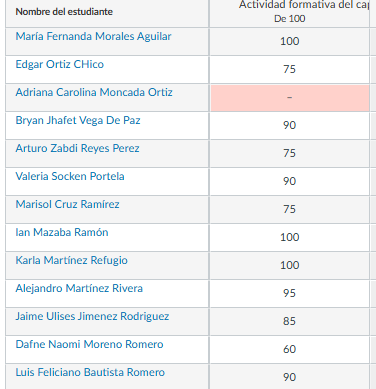 Nombre del estudiante
Actividad formativa del
De 100
María Fernanda Morales Aguilar 100
Edgar Ortíz CHico 75
Adriana Carolina Moncada Ortiz –
Bryan Jhafet Vega De Paz 90
Arturo Zabdi Reyes Perez 75
Valeria Socken Portela 90
Marisol Cruz Ramírez 75
Ian Mazaba Ramón 100
Karla Martínez Refugio 100
Alejandro Martínez Rivera 95
Jaime Ulises Jimenez Rodriguez 85
Dafne Naomi Moreno Romero 60
Luis Feliciano Bautista Romero 90